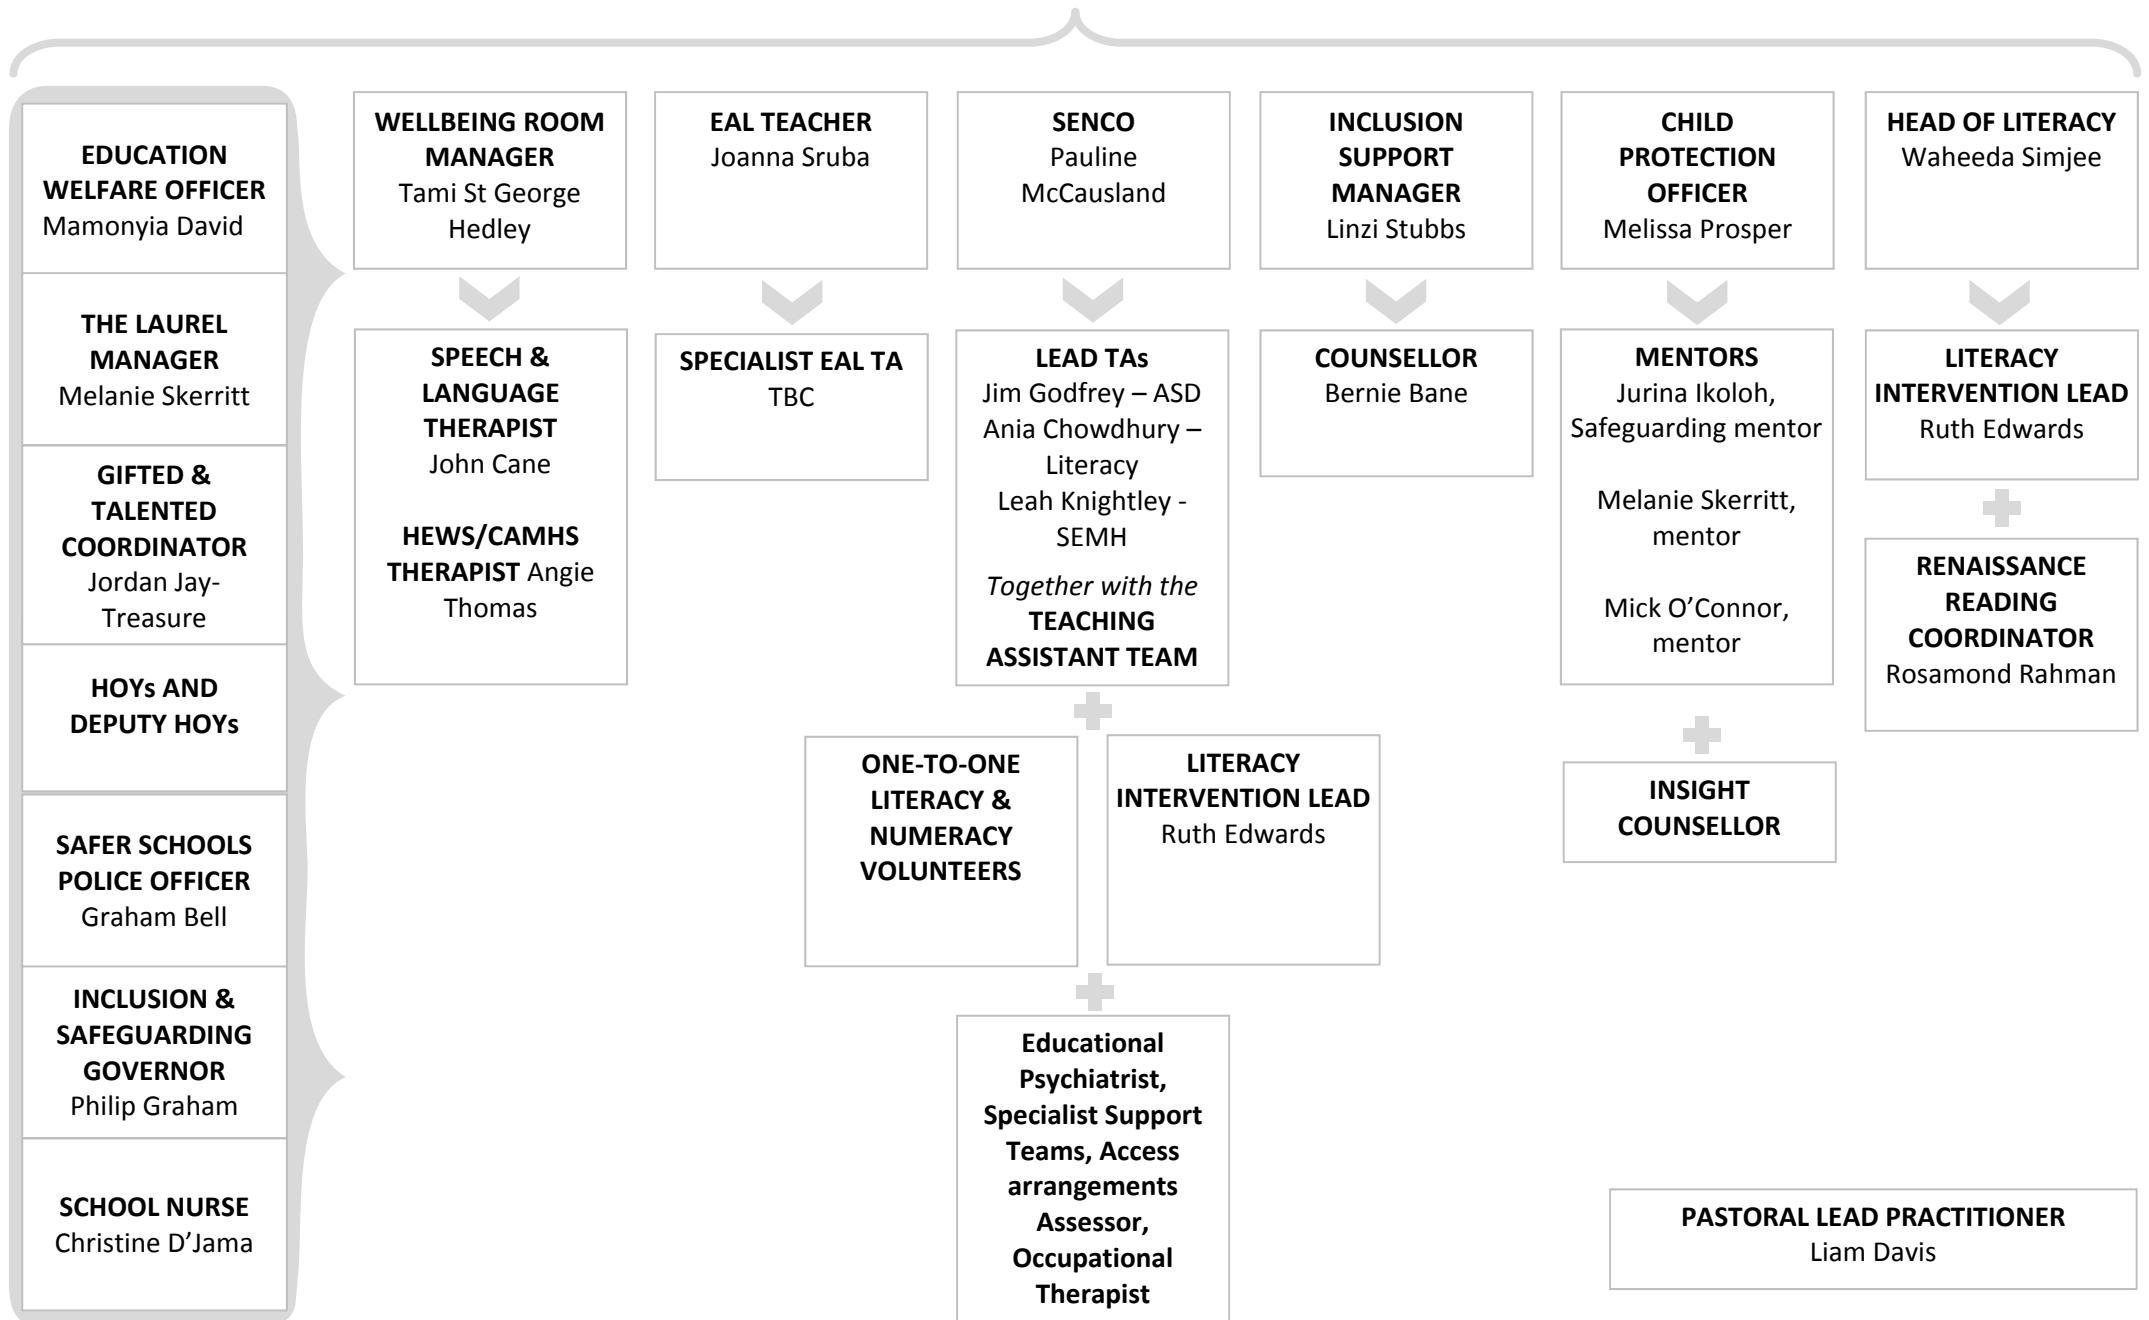 EDUCATION
WELFARE OFFICER
Mamonyia David
THE LAUREL
MANAGER
Melanie Skerritt
GIFTED &
TALENTED
COORDINATOR
Jordan Jay-
Treasure
HOYs AND
DEPUTY HOYs
SAFER SCHOOLS
POLICE OFFICER
Graham Bell
INCLUSION &
SAFEGUARDING
GOVERNOR
Philip Graham
SCHOOL NURSE
Christine D’Jama
WELLBEING ROOM
MANAGER
Tami St George
Hedley
SPEECH &
LANGUAGE
THERAPIST
John Cane
HEWS/CAMHS
THERAPIST Angie
Thomas
EAL TEACHER
Joanna Sruba
SPECIALIST EAL TA
TBC
SENCO
Pauline
McCausland
LEAD TAs
Jim Godfrey – ASD
Ania Chowdhury –
Literacy
Leah Knightley -
SEMH
Together with the
TEACHING
ASSISTANT TEAM
ONE-TO-ONE
LITERACY &
NUMERACY
VOLUNTEERS
LITERACY
INTERVENTION LEAD
Ruth Edwards
Educational
Psychiatrist,
Specialist Support
Teams, Access
arrangements
Assessor,
Occupational
Therapist
INCLUSION
SUPPORT
MANAGER
Linzi Stubbs
COUNSELLOR
Bernie Bane
CHILD
PROTECTION
OFFICER
Melissa Prosper
MENTORS
Jurina Ikoloh,
Safeguarding mentor
Melanie Skerritt,
mentor
Mick O’Connor,
mentor
INSIGHT
COUNSELLOR
HEAD OF LITERACY
Waheeda Simjee
LITERACY
INTERVENTION LEAD
Ruth Edwards
RENAISSANCE
READING
COORDINATOR
Rosamond Rahman
PASTORAL LEAD PRACTITIONER
Liam Davis